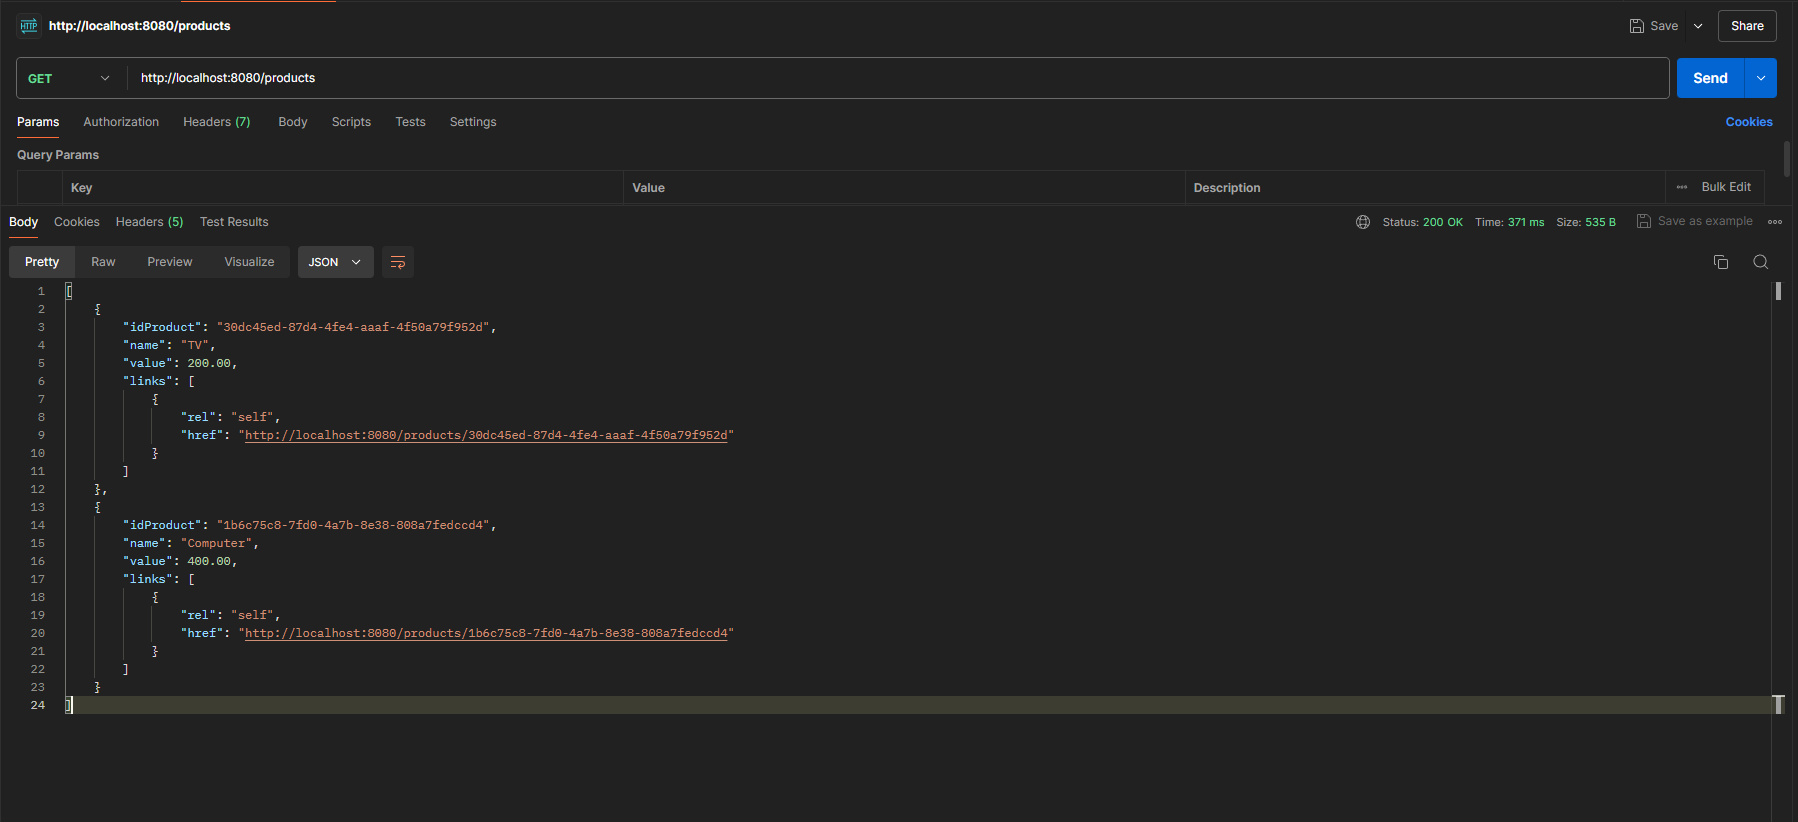 HTTP http://localhost:8080/products Save Share
GET http://localhost:8080/products Send
Params Authorization Headers (7) Body Scripts Tests Settings Cookies
Query Params
Key Value Description Bulk Edit
Body Cookies Headers (5) Test Results Status: 200 OK Time: 371 ms Size: 535 B Save as example
Pretty Raw Preview Visualize JSON
1 [
2 {
3 "idProduct": "30dc45ed-87d4-4fe4-aaaf-4f50a79f952d",
4 "name": "TV",
5 "value": 200.00,
6 "links": [
7 {
8 "rel": "self",
9 "href": "http://localhost:8080/products/30dc45ed-87d4-4fe4-aaaf-4f50a79f952d"
10 }
11 ]
12 },
13 {
14 "idProduct": "1b6c75c8-7fd0-4a7b-8e38-808a7fedccd4",
15 "name": "Computer",
16 "value": 400.00,
17 "links": [
18 {
19 "rel": "self",
20 "href": "http://localhost:8080/products/1b6c75c8-7fd0-4a7b-8e38-808a7fedccd4"
21 }
22 ]
23 }
24 ]